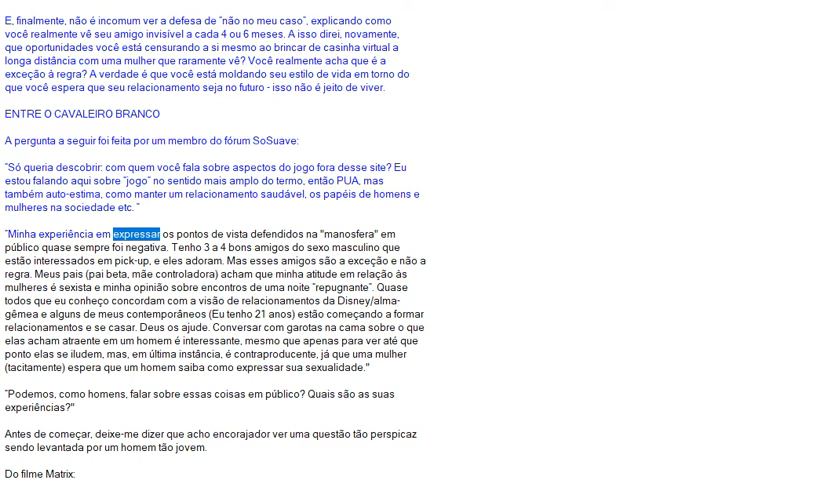 E, finalmente, não é incomum ver a defesa de "não no meu caso", explicando como
você realmente vê seu amigo invisível a cada 4 ou 6 meses. A isso direi, novamente,
que oportunidades você está censurando a si mesmo ao brincar de casinha virtual a
longa distância com uma mulher que raramente vê? Você realmente acha que é a
exceção à regra? A verdade é que você está moldando seu estilo de vida em torno do
que você espera que seu relacionamento seja no futuro - isso não é jeito de viver.
ENTRE O CAVALEIRO BRANCO
A pergunta a seguir foi feita por um membro do fórum SoSuave:
"Só queria descobrir: com quem você fala sobre aspectos do jogo fora desse site? Eu
estou falando aqui sobre "jogo" no sentido mais amplo do termo, então PUA, mas
também auto-estima, como manter um relacionamento saudável, os papéis de homens e
mulheres na sociedade etc. "
"Minha experiência em expressar os pontos de vista defendidos na "manosfera" em
público quase sempre foi negativa. Tenho 3 a 4 bons amigos do sexo masculino que
estão interessados em pick-up, e eles adoram. Mas esses amigos são a exceção e não a
regra. Meus pais (pai beta, mãe controladora) acham que minha atitude em relação às
mulheres é sexista e minha opinião sobre encontros de uma noite "repugnante". Quase
todos que eu conheço concordam com a visão de relacionamentos da Disney/alma-
gêmea e alguns de meus contemporâneos (Eu tenho 21 anos) estão começando a formar
relacionamentos e se casar. Deus os ajude. Conversar com garotas na cama sobre o que
elas acham atraente em um homem é interessante, mesmo que apenas para ver até que
ponto elas se iludem, mas, em última instância, é contraproducente, já que uma mulher
(tacitamente) espera que um homem saiba como expressar sua sexualidade."
"Podemos, como homens, falar sobre essas coisas em público? Quais são as suas
experiências?"
Antes de começar, deixe-me dizer que acho encorajador ver uma questão tão perspicaz
sendo levantada por um homem tão jovem.
Do filme Matrix: